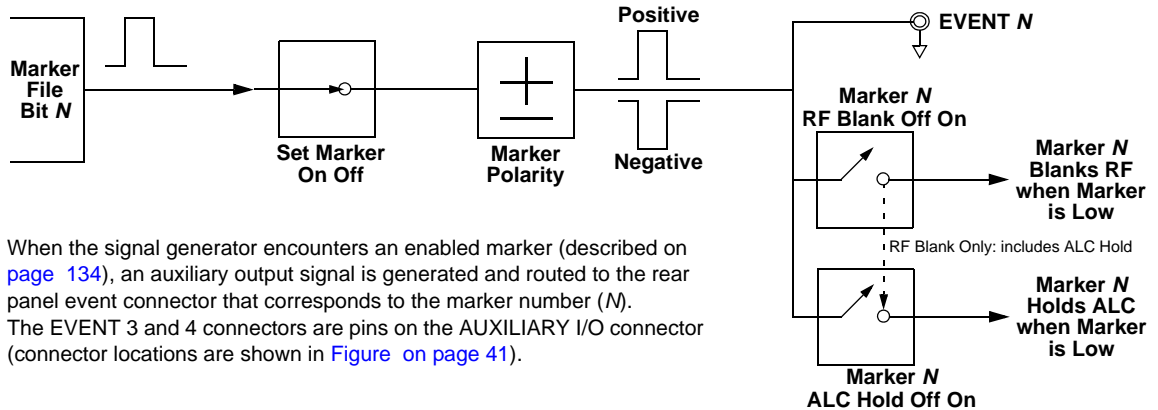 Marker
File
Bit N
Set Marker
On Off
Marker
Polarity
Positive
Negative
EVENT N
Marker N
RF Blank Off On
Marker N
Blanks RF
when Marker
is Low
RF Blank Only: includes ALC Hold
Marker N
Holds ALC
when Marker
is Low
Marker N
ALC Hold Off On
When the signal generator encounters an enabled marker (described on
page 134), an auxiliary output signal is generated and routed to the rear
panel event connector that corresponds to the marker number (N).
The EVENT 3 and 4 connectors are pins on the AUXILIARY I/O connector
(connector locations are shown in Figure on page 41).